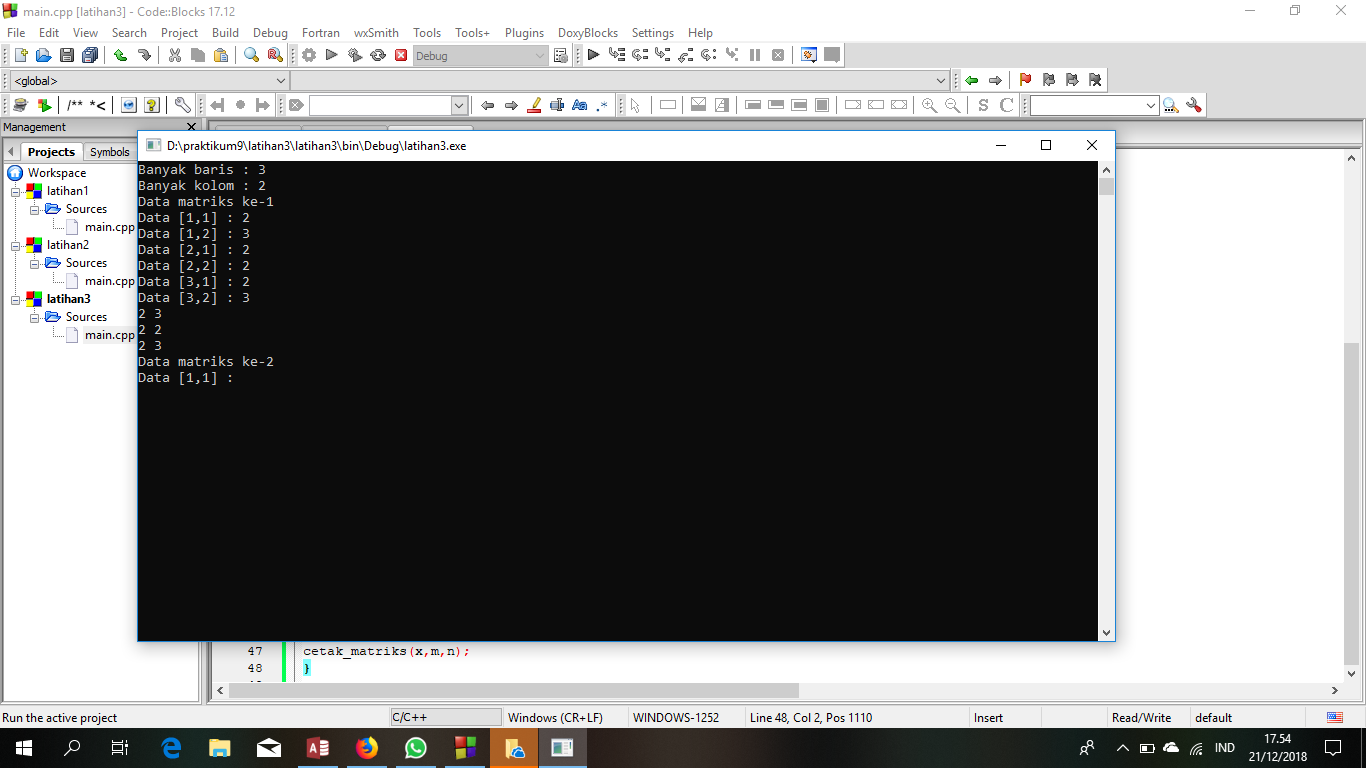 main.cpp [latihan3] - Code::Blocks 17.12
File Edit View Search Project Build Debug Fortran wxSmith Tools Tools+ Plugins DoxyBlocks Settings Help
Debug
<global>
/** *<
Aa .*
S C
Management
Projects Symbols
Workspace
latihan1
Sources
main.cpp
latihan2
Sources
main.cpp
latihan3
Sources
main.cpp
D:\praktikum9\latihan3\latihan3\bin\Debug\latihan3.exe
Banyak baris : 3
Banyak kolom : 2
Data matriks ke-1
Data [1,1] : 2
Data [1,2] : 3
Data [2,1] : 2
Data [2,2] : 2
Data [3,1] : 2
Data [3,2] : 3
2 3
2 2
2 3
Data matriks ke-2
Data [1,1] :
47 cetak_matriks(x,m,n);
48 }
Run the active project C/C++ Windows (CR+LF) WINDOWS-1252 Line 48, Col 2, Pos 1110 Insert Read/Write default
IND
17.54
21/12/2018